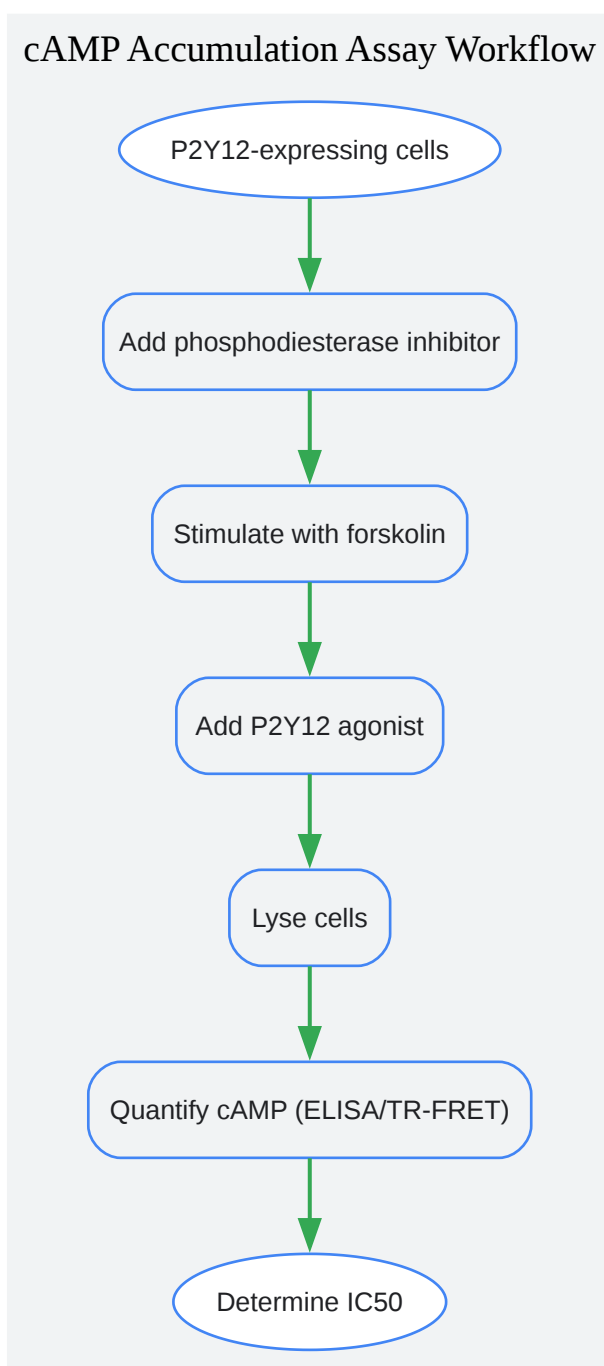 cAMP Accumulation Assay Workflow
P2Y12-expressing cells
Add phosphodiesterase inhibitor
Stimulate with forskolin
Add P2Y12 agonist
Lyse cells
Quantify cAMP (ELISA/TR-FRET)
Determine IC50